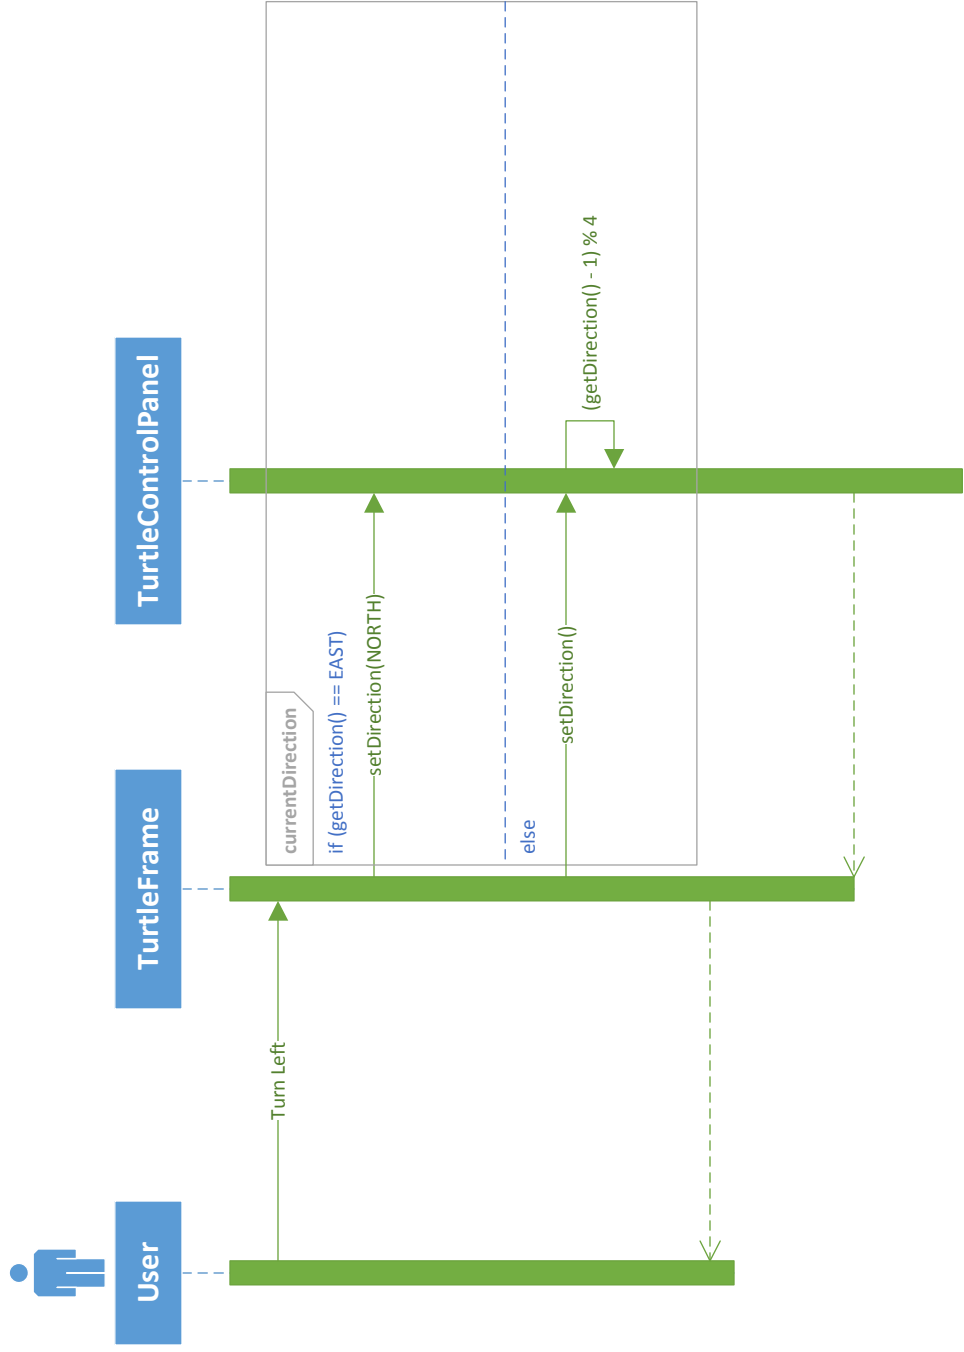 User
TurtleFrame
TurtleControlPanel
Turn Left
currentDirection
if (getDirection() == EAST)
setDirection(NORTH)
else
setDirection()
(getDirection() - 1) % 4